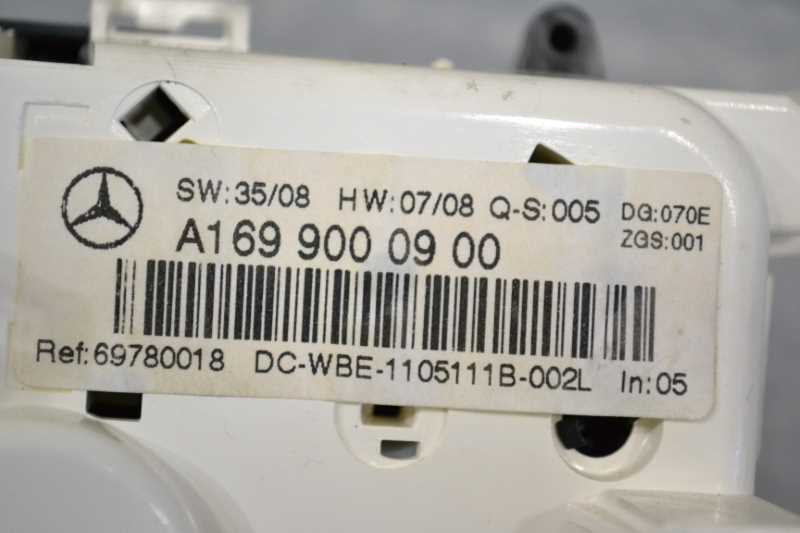 SW:35/08 HW:07/08 Q-S:005 DG:070E
ZGS:001
A169 900 09 00
Ref:69780018 DC-WBE-1105111B-002L In:05